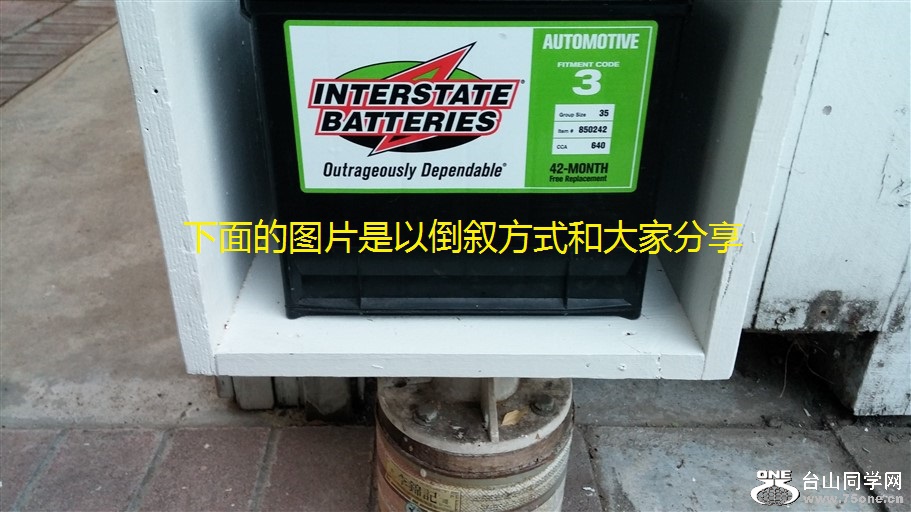 AUTOMOTIVE
FITMENT CODE
3
INTERSTATE
BATTERIES
Outrageously Dependable®
Group Size 35
Item # 850242
CCA 640
42-MONTH
Free Replacement
下面的图片是以倒叙方式和大家分享
ONE 台山同学网
www.75one.cn